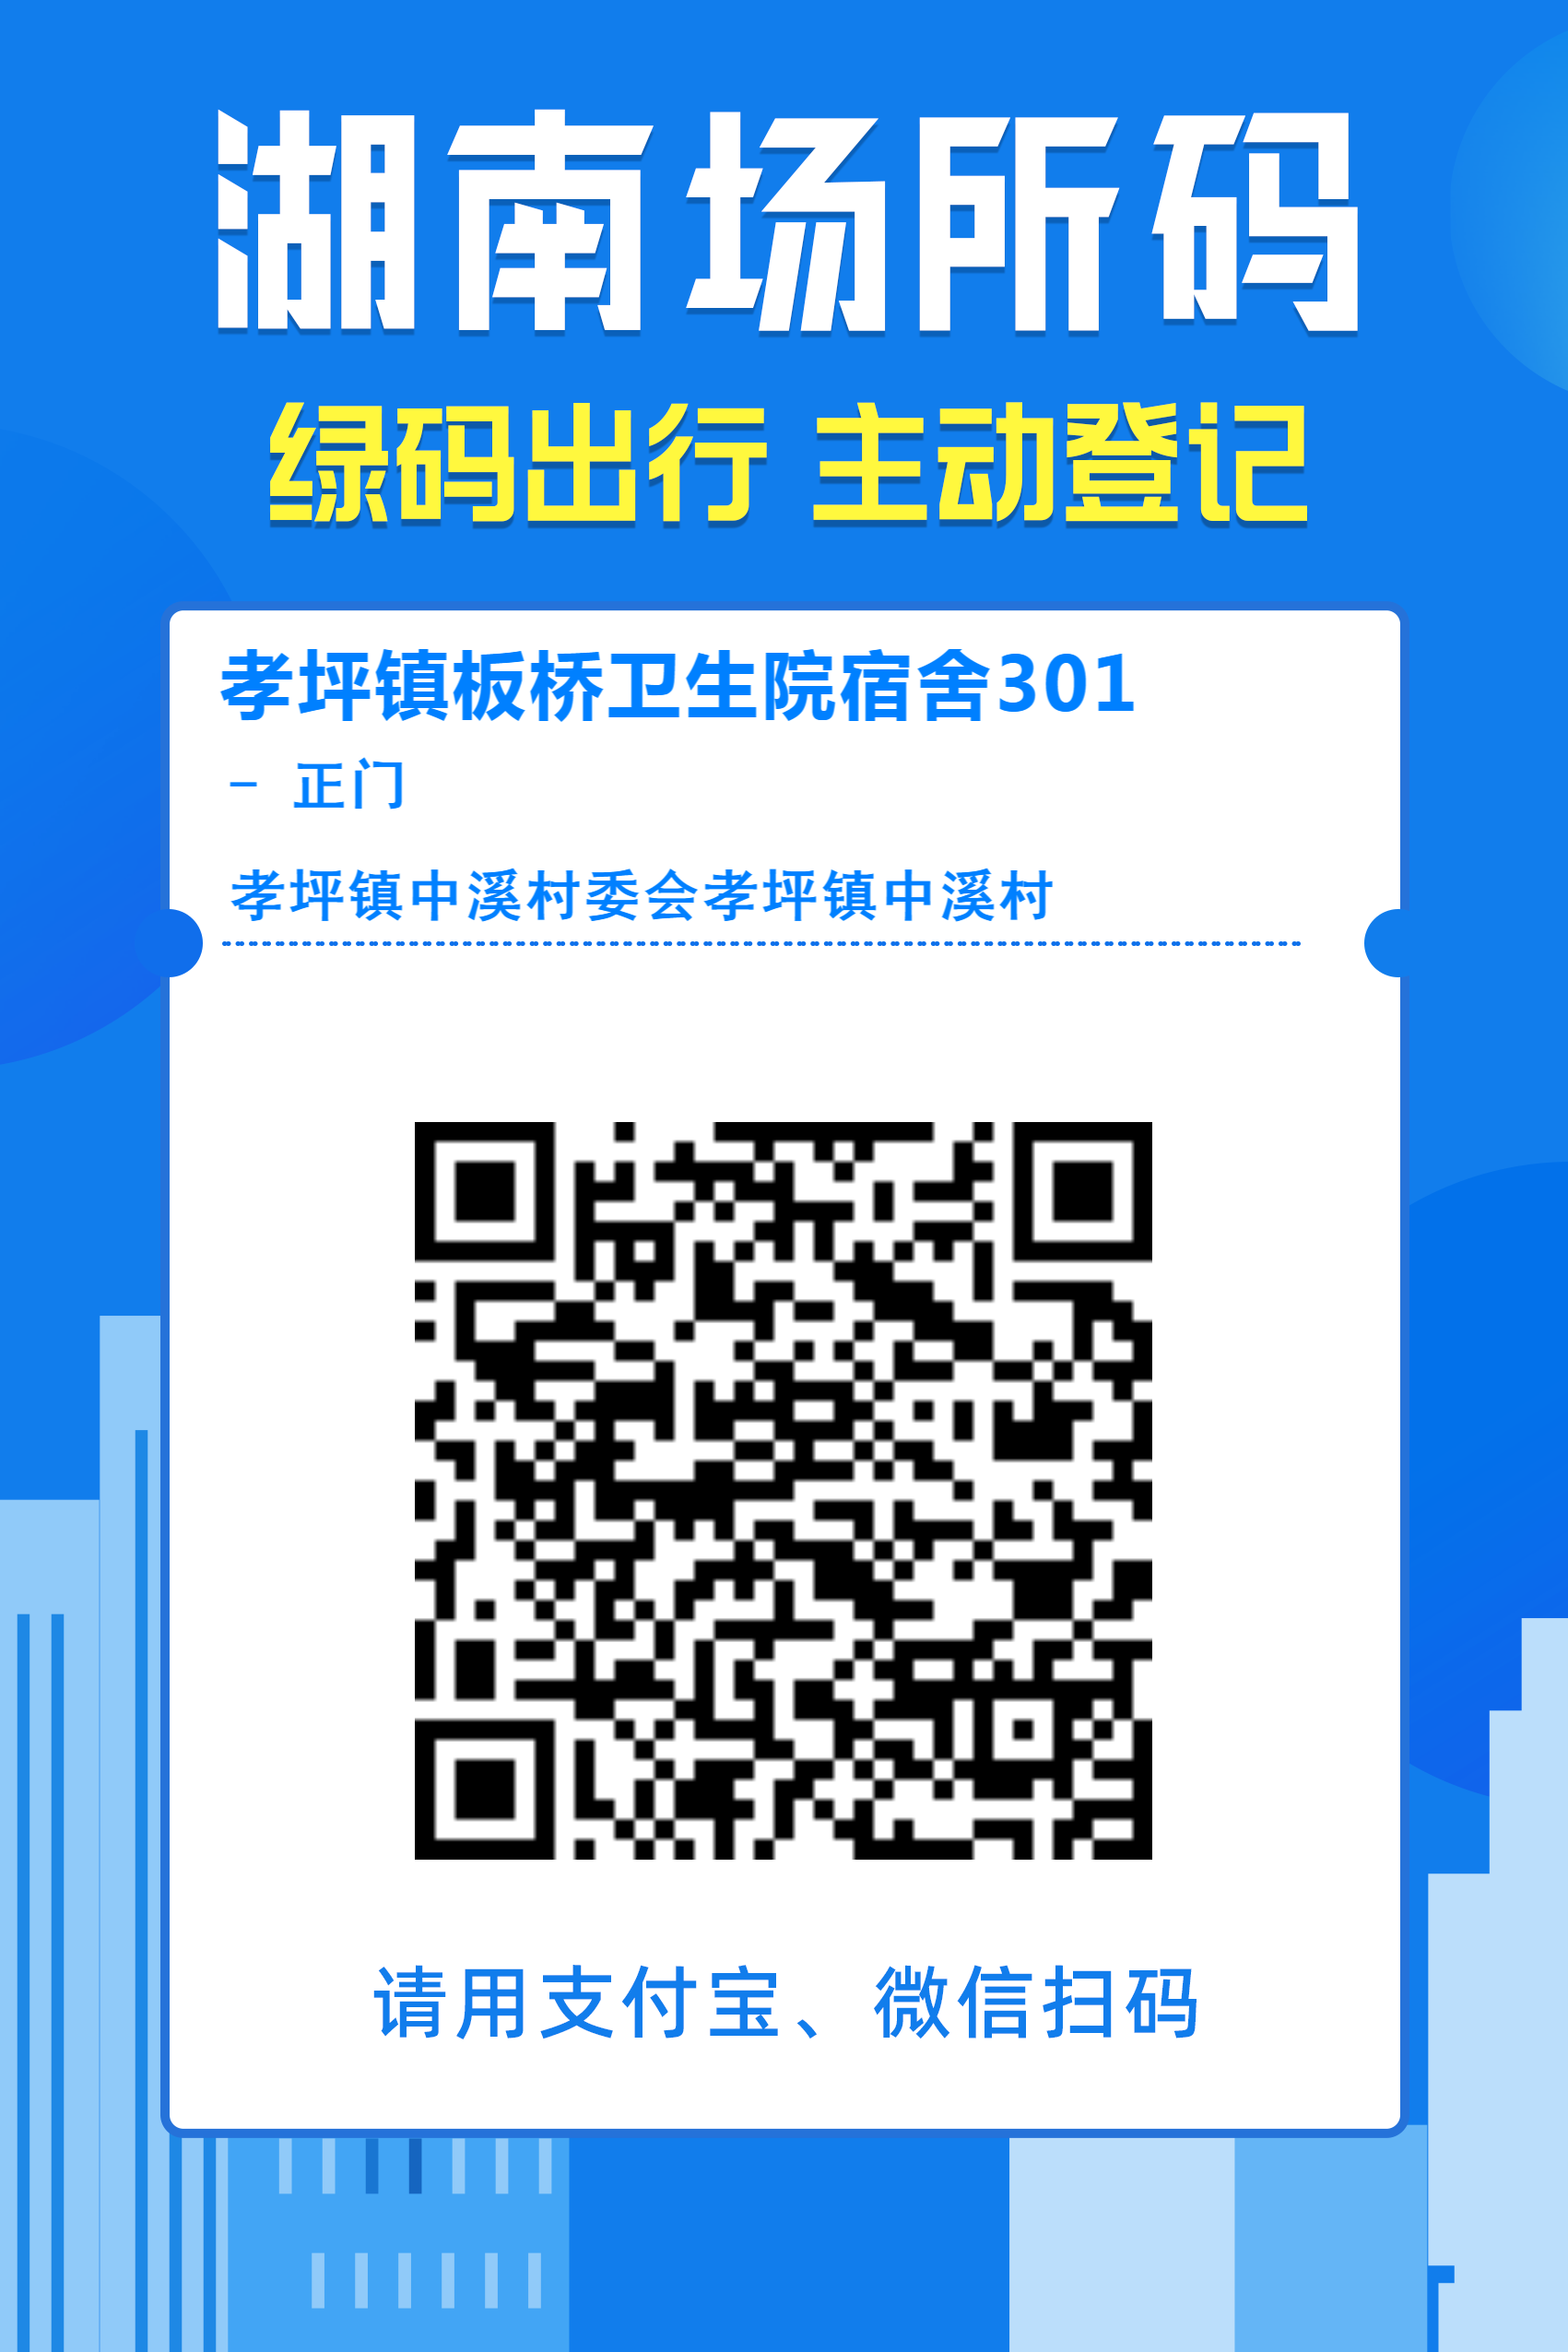 湖南场所码
绿码出行 主动登记
孝坪镇板桥卫生院宿舍301
－ 正门
孝坪镇中溪村委会孝坪镇中溪村
请用支付宝、微信扫码